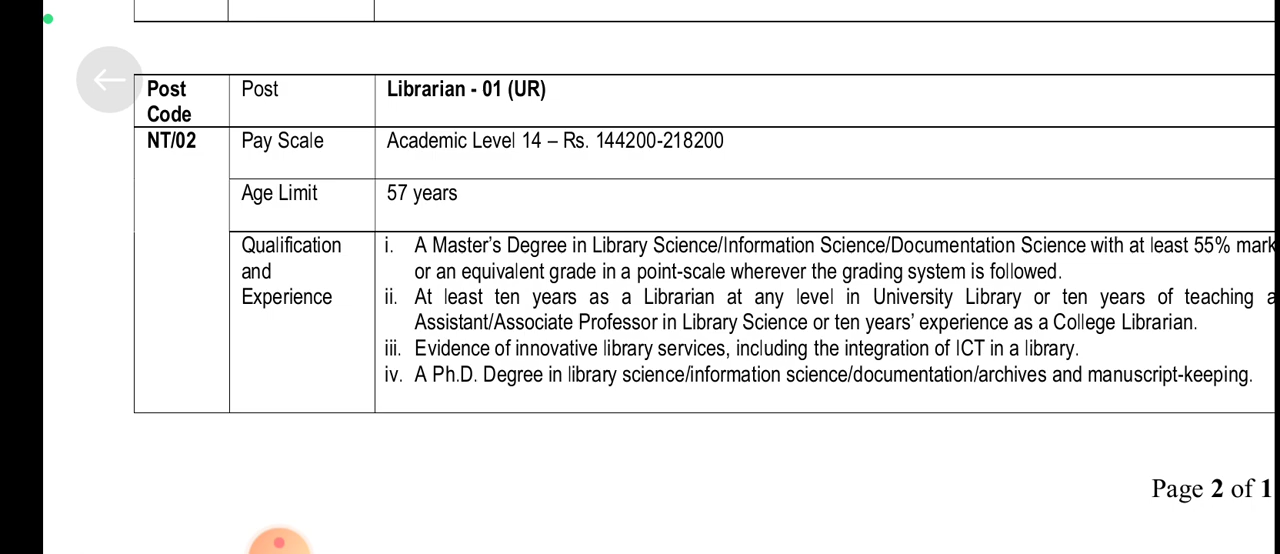 Post Code
Post
Librarian - 01 (UR)
NT/02
Pay Scale
Academic Level 14 – Rs. 144200-218200
Age Limit
57 years
Qualification and Experience
i. A Master's Degree in Library Science/Information Science/Documentation Science with at least 55% mark
or an equivalent grade in a point-scale wherever the grading system is followed.
ii. At least ten years as a Librarian at any level in University Library or ten years of teaching a
Assistant/Associate Professor in Library Science or ten years' experience as a College Librarian.
iii. Evidence of innovative library services, including the integration of ICT in a library.
iv. A Ph.D. Degree in library science/information science/documentation/archives and manuscript-keeping.
Page 2 of 1